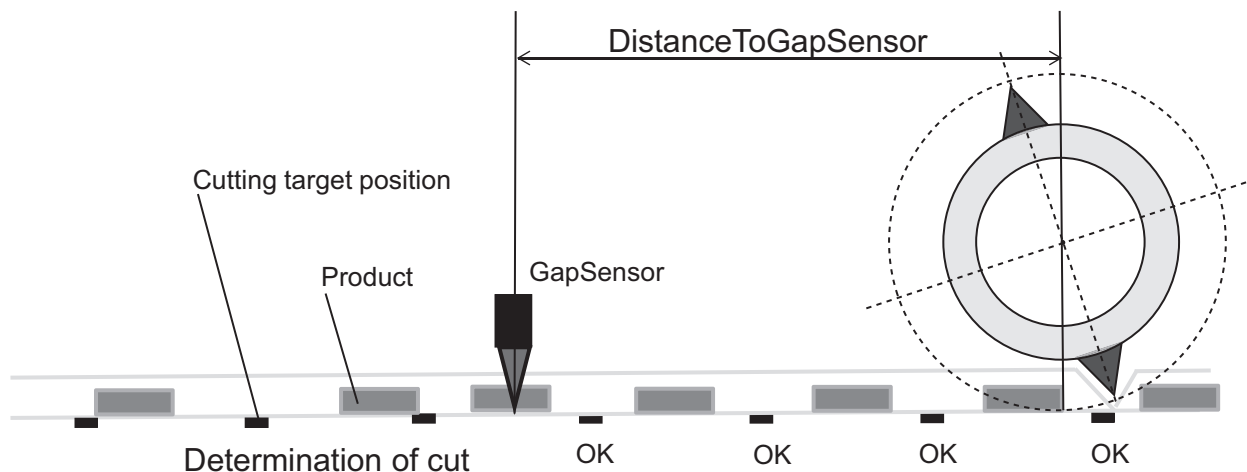 DistanceToGapSensor
Cutting target position
Product
GapSensor
Determination of cut
OK
OK
OK
OK